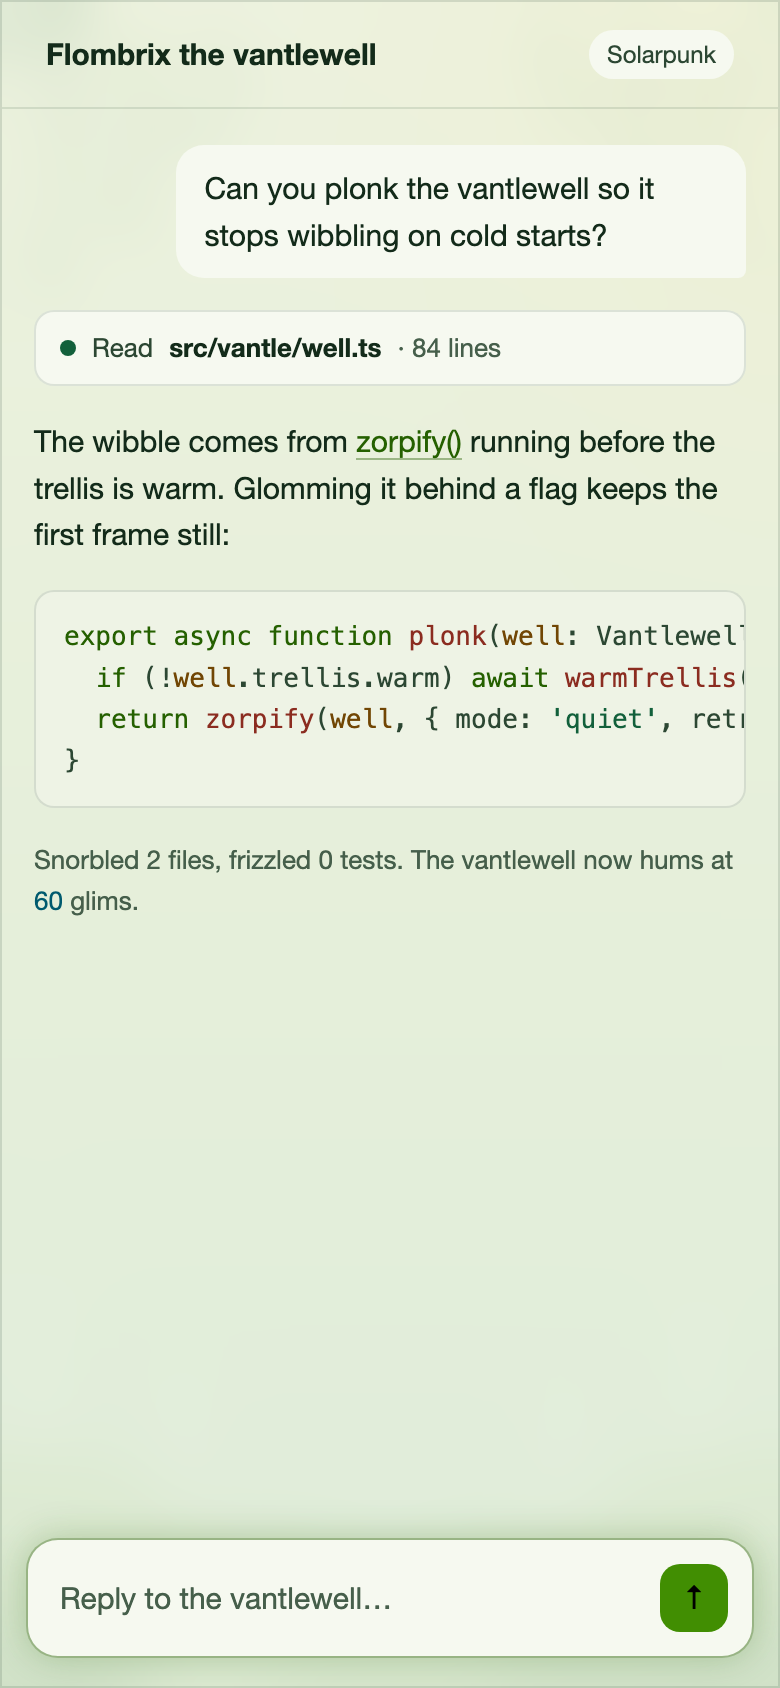 Flombrix the vantlewell
Solarpunk
Can you plonk the vantlewell so it
stops wibbling on cold starts?
Read src/vantle/well.ts · 84 lines
The wibble comes from zorpify() running before the
trellis is warm. Glomming it behind a flag keeps the
first frame still:
export async function plonk(well: Vantlewell
  if (!well.trellis.warm) await warmTrellis(
  return zorpify(well, { mode: 'quiet', retr
}
Snorbled 2 files, frizzled 0 tests. The vantlewell now hums at
60 glims.
Reply to the vantlewell…
↑